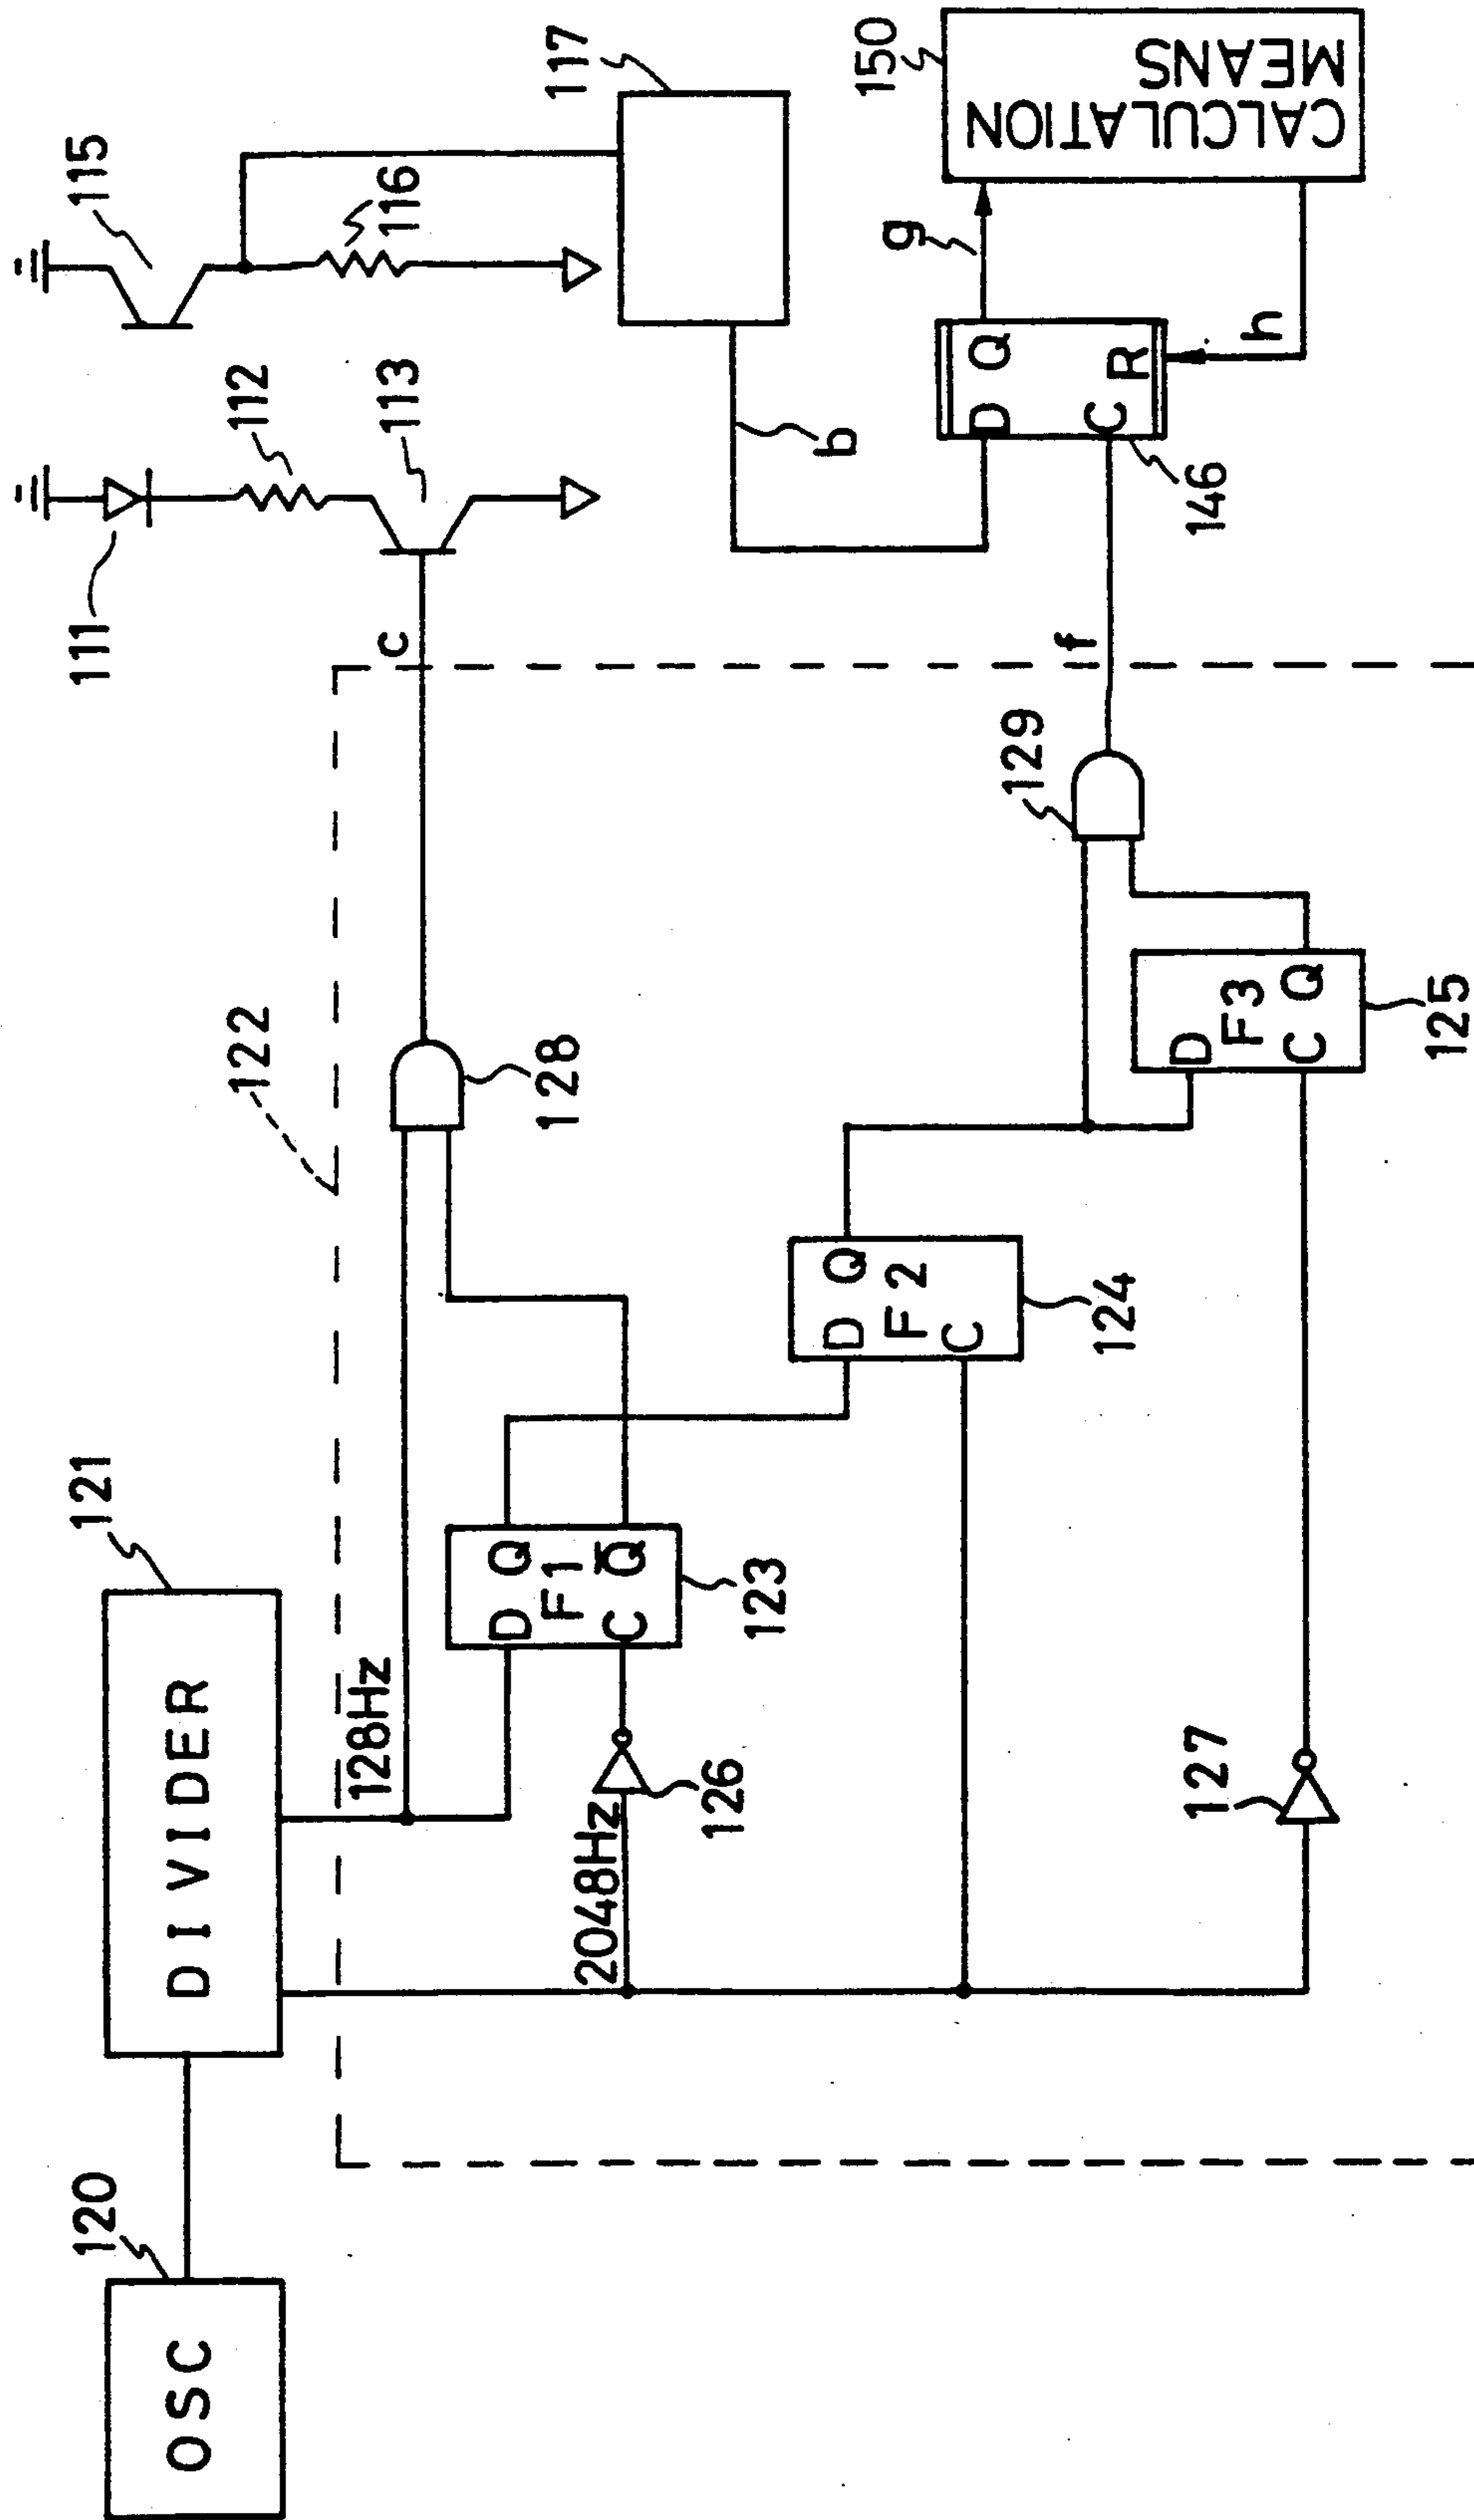 120
121
111
115
OSC
DIVIDER
122
112
128Hz
c
113
116
D Q
F1
C Q̅
128
117
2048Hz
126
123
b
D Q
F2
C
124
150
g
129
f
D Q
C R
146
h
CALCULATION
MEANS
127
D
F3
C Q
125